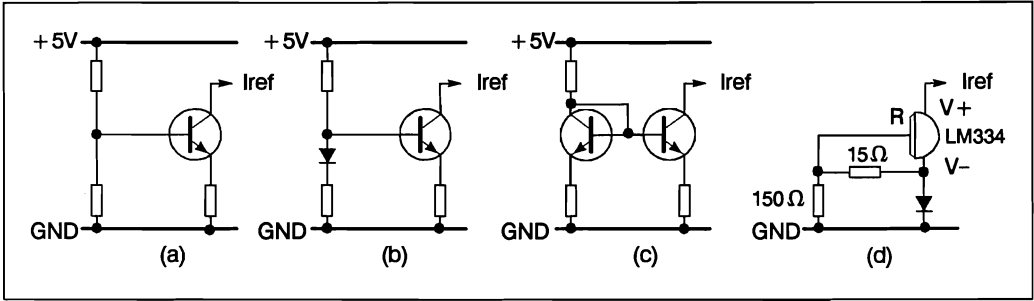 +5V
Iref
GND
(a)
+5V
Iref
GND
(b)
+5V
Iref
GND
(c)
Iref
R
V+
LM334
15Ω
V−
150Ω
GND
(d)